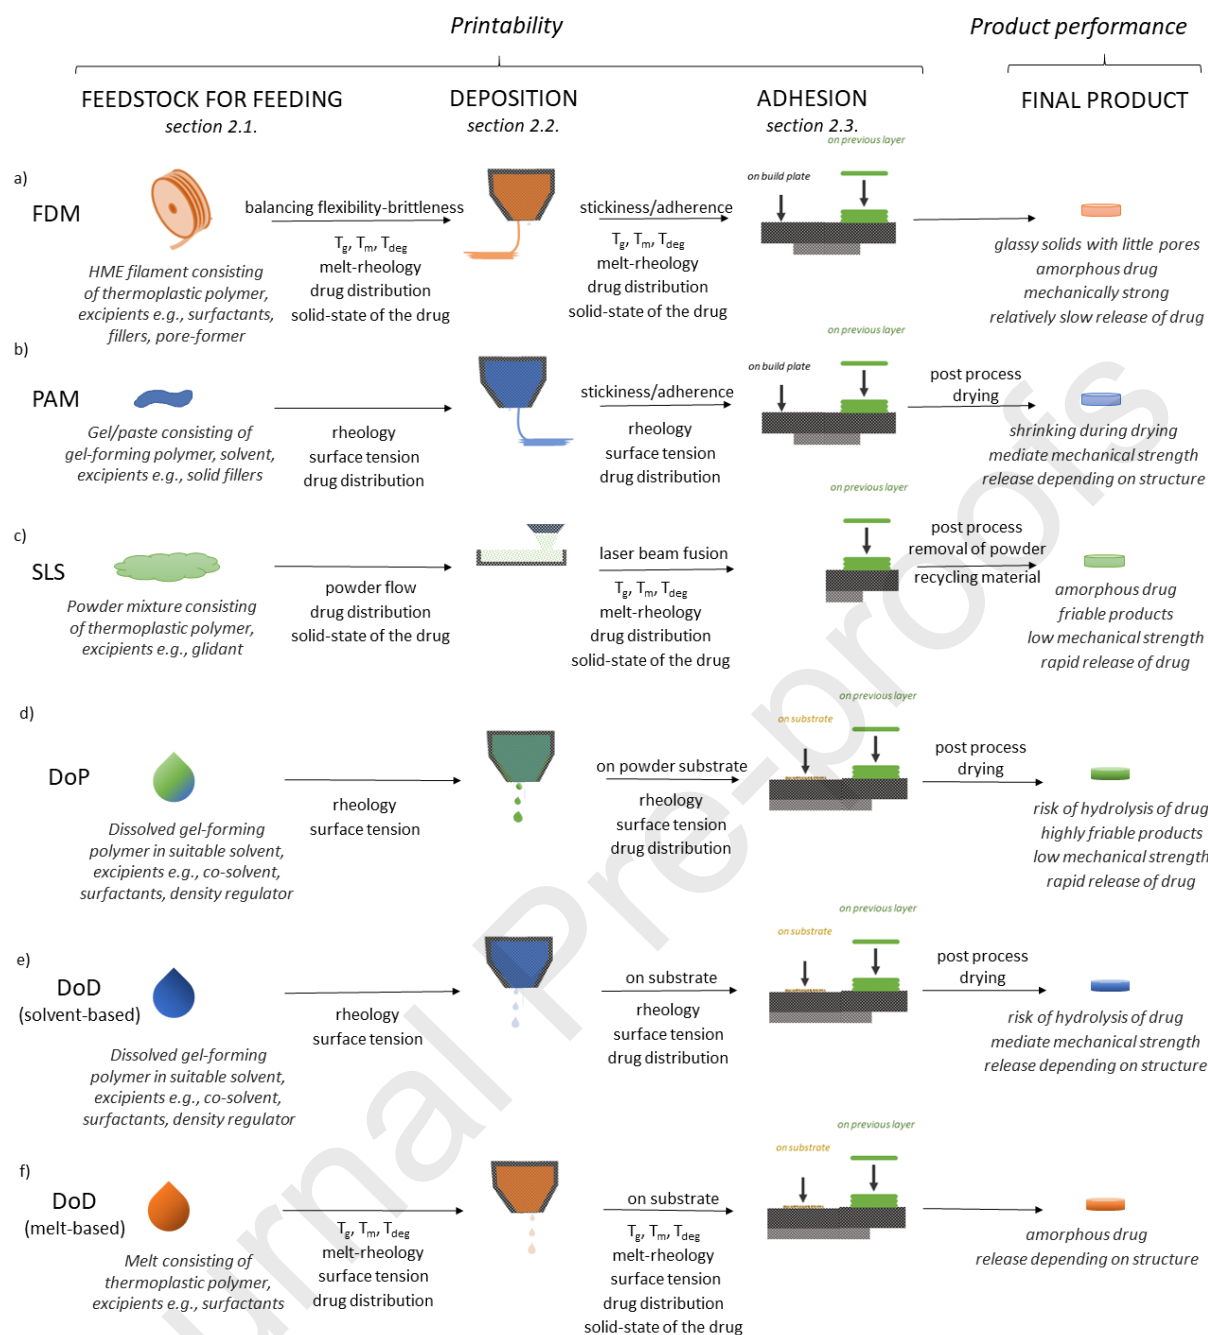 Printability
Product performance
FEEDSTOCK FOR FEEDING
section 2.1.
DEPOSITION
section 2.2.
ADHESION
section 2.3.
FINAL PRODUCT
a)
FDM
HME filament consisting
of thermoplastic polymer,
excipients e.g., surfactants,
fillers, pore-former
balancing flexibility-brittleness
Tg, Tm, Tdeg
melt-rheology
drug distribution
solid-state of the drug
stickiness/adherence
Tg, Tm, Tdeg
melt-rheology
drug distribution
solid-state of the drug
on build plate
on previous layer
glassy solids with little pores
amorphous drug
mechanically strong
relatively slow release of drug
b)
PAM
Gel/paste consisting of
gel-forming polymer, solvent,
excipients e.g., solid fillers
rheology
surface tension
drug distribution
stickiness/adherence
rheology
surface tension
drug distribution
on build plate
on previous layer
post process
drying
shrinking during drying
mediate mechanical strength
release depending on structure
c)
SLS
Powder mixture consisting
of thermoplastic polymer,
excipients e.g., glidant
powder flow
drug distribution
solid-state of the drug
laser beam fusion
Tg, Tm, Tdeg
melt-rheology
drug distribution
solid-state of the drug
on previous layer
post process
removal of powder
recycling material
amorphous drug
friable products
low mechanical strength
rapid release of drug
d)
DoP
Dissolved gel-forming
polymer in suitable solvent,
excipients e.g., co-solvent,
surfactants, density regulator
rheology
surface tension
on powder substrate
rheology
surface tension
drug distribution
on substrate
on previous layer
post process
drying
risk of hydrolysis of drug
highly friable products
low mechanical strength
rapid release of drug
e)
DoD
(solvent-based)
Dissolved gel-forming
polymer in suitable solvent,
excipients e.g., co-solvent,
surfactants, density regulator
rheology
surface tension
on substrate
rheology
surface tension
drug distribution
on substrate
on previous layer
post process
drying
risk of hydrolysis of drug
mediate mechanical strength
release depending on structure
f)
DoD
(melt-based)
Melt consisting of
thermoplastic polymer,
excipients e.g., surfactants
Tg, Tm, Tdeg
melt-rheology
surface tension
drug distribution
on substrate
Tg, Tm, Tdeg
melt-rheology
surface tension
drug distribution
solid-state of the drug
on substrate
on previous layer
amorphous drug
release depending on structure
urnal Pre-proofs